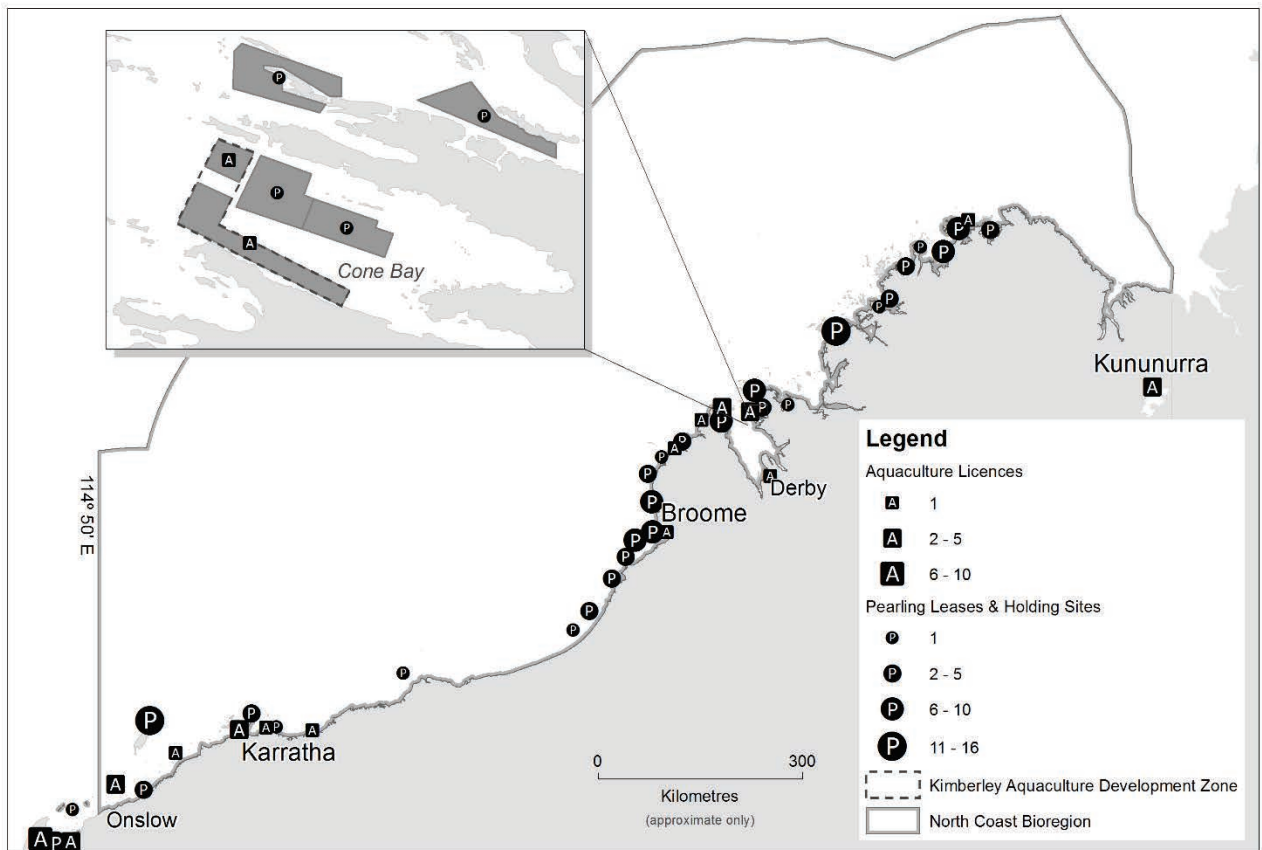 P
P
A
P
P
A
Cone Bay
114° 50' E
P
A
P
P
P
P
P
P
P
Kununurra
A
P
A
P
A
P
P
A
P
P
A
P
P
Derby
A
P
Broome
P
P
A
P
P
P
P
P
P
P
A
P
A
P
A
Karratha
A
A
P
Onslow
P
A
P
A
0
300
Kilometres
(approximate only)
Legend
Aquaculture Licences
A 1
A 2 - 5
A 6 - 10
Pearling Leases & Holding Sites
P 1
P 2 - 5
P 6 - 10
P 11 - 16
Kimberley Aquaculture Development Zone
North Coast Bioregion